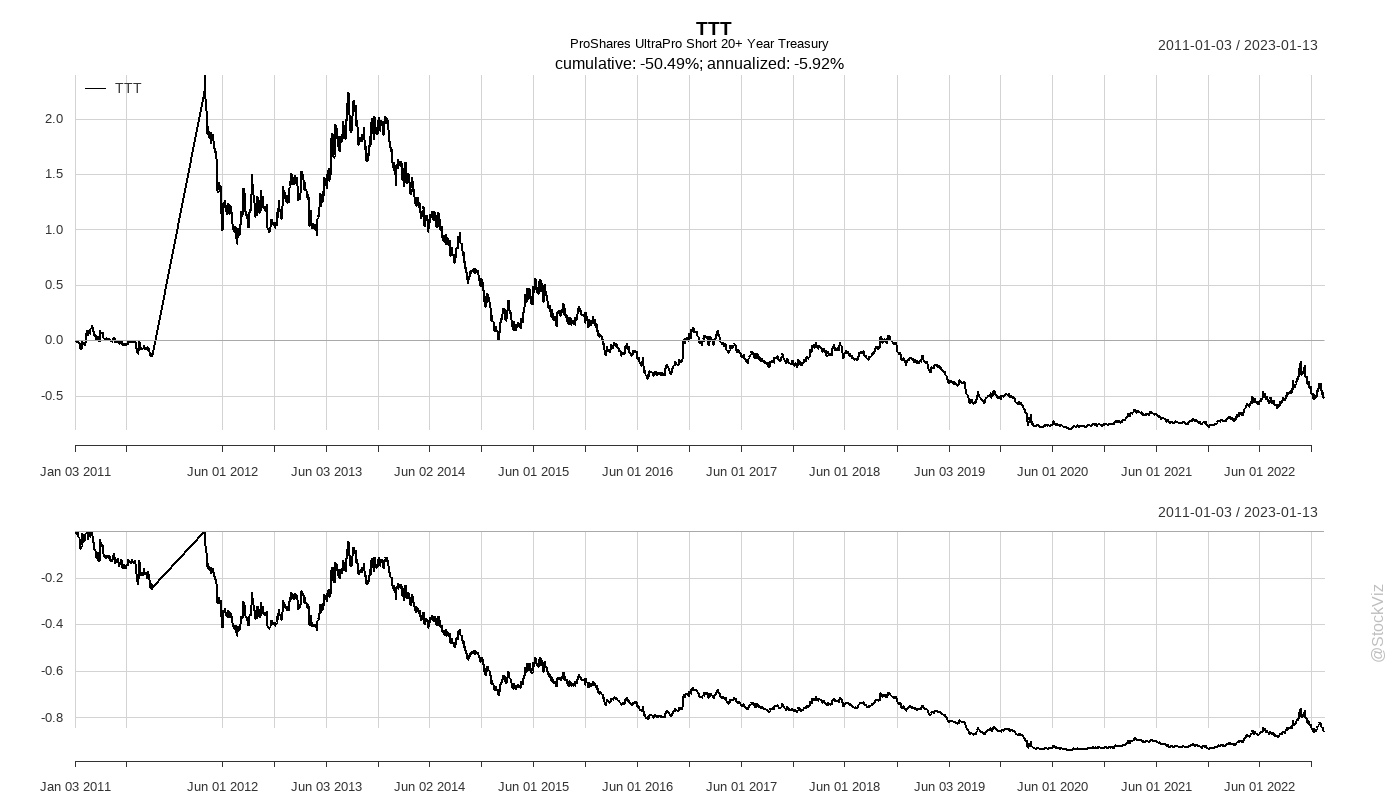 TTT
ProShares UltraPro Short 20+ Year Treasury
cumulative: -50.49%; annualized: -5.92%
2011-01-03 / 2023-01-13
TTT
2.0
1.5
1.0
0.5
0.0
-0.5
Jan 03 2011 Jun 01 2012 Jun 03 2013 Jun 02 2014 Jun 01 2015 Jun 01 2016 Jun 01 2017 Jun 01 2018 Jun 03 2019 Jun 01 2020 Jun 01 2021 Jun 01 2022
2011-01-03 / 2023-01-13
-0.2
-0.4
-0.6
-0.8
Jan 03 2011 Jun 01 2012 Jun 03 2013 Jun 02 2014 Jun 01 2015 Jun 01 2016 Jun 01 2017 Jun 01 2018 Jun 03 2019 Jun 01 2020 Jun 01 2021 Jun 01 2022
@StockViz